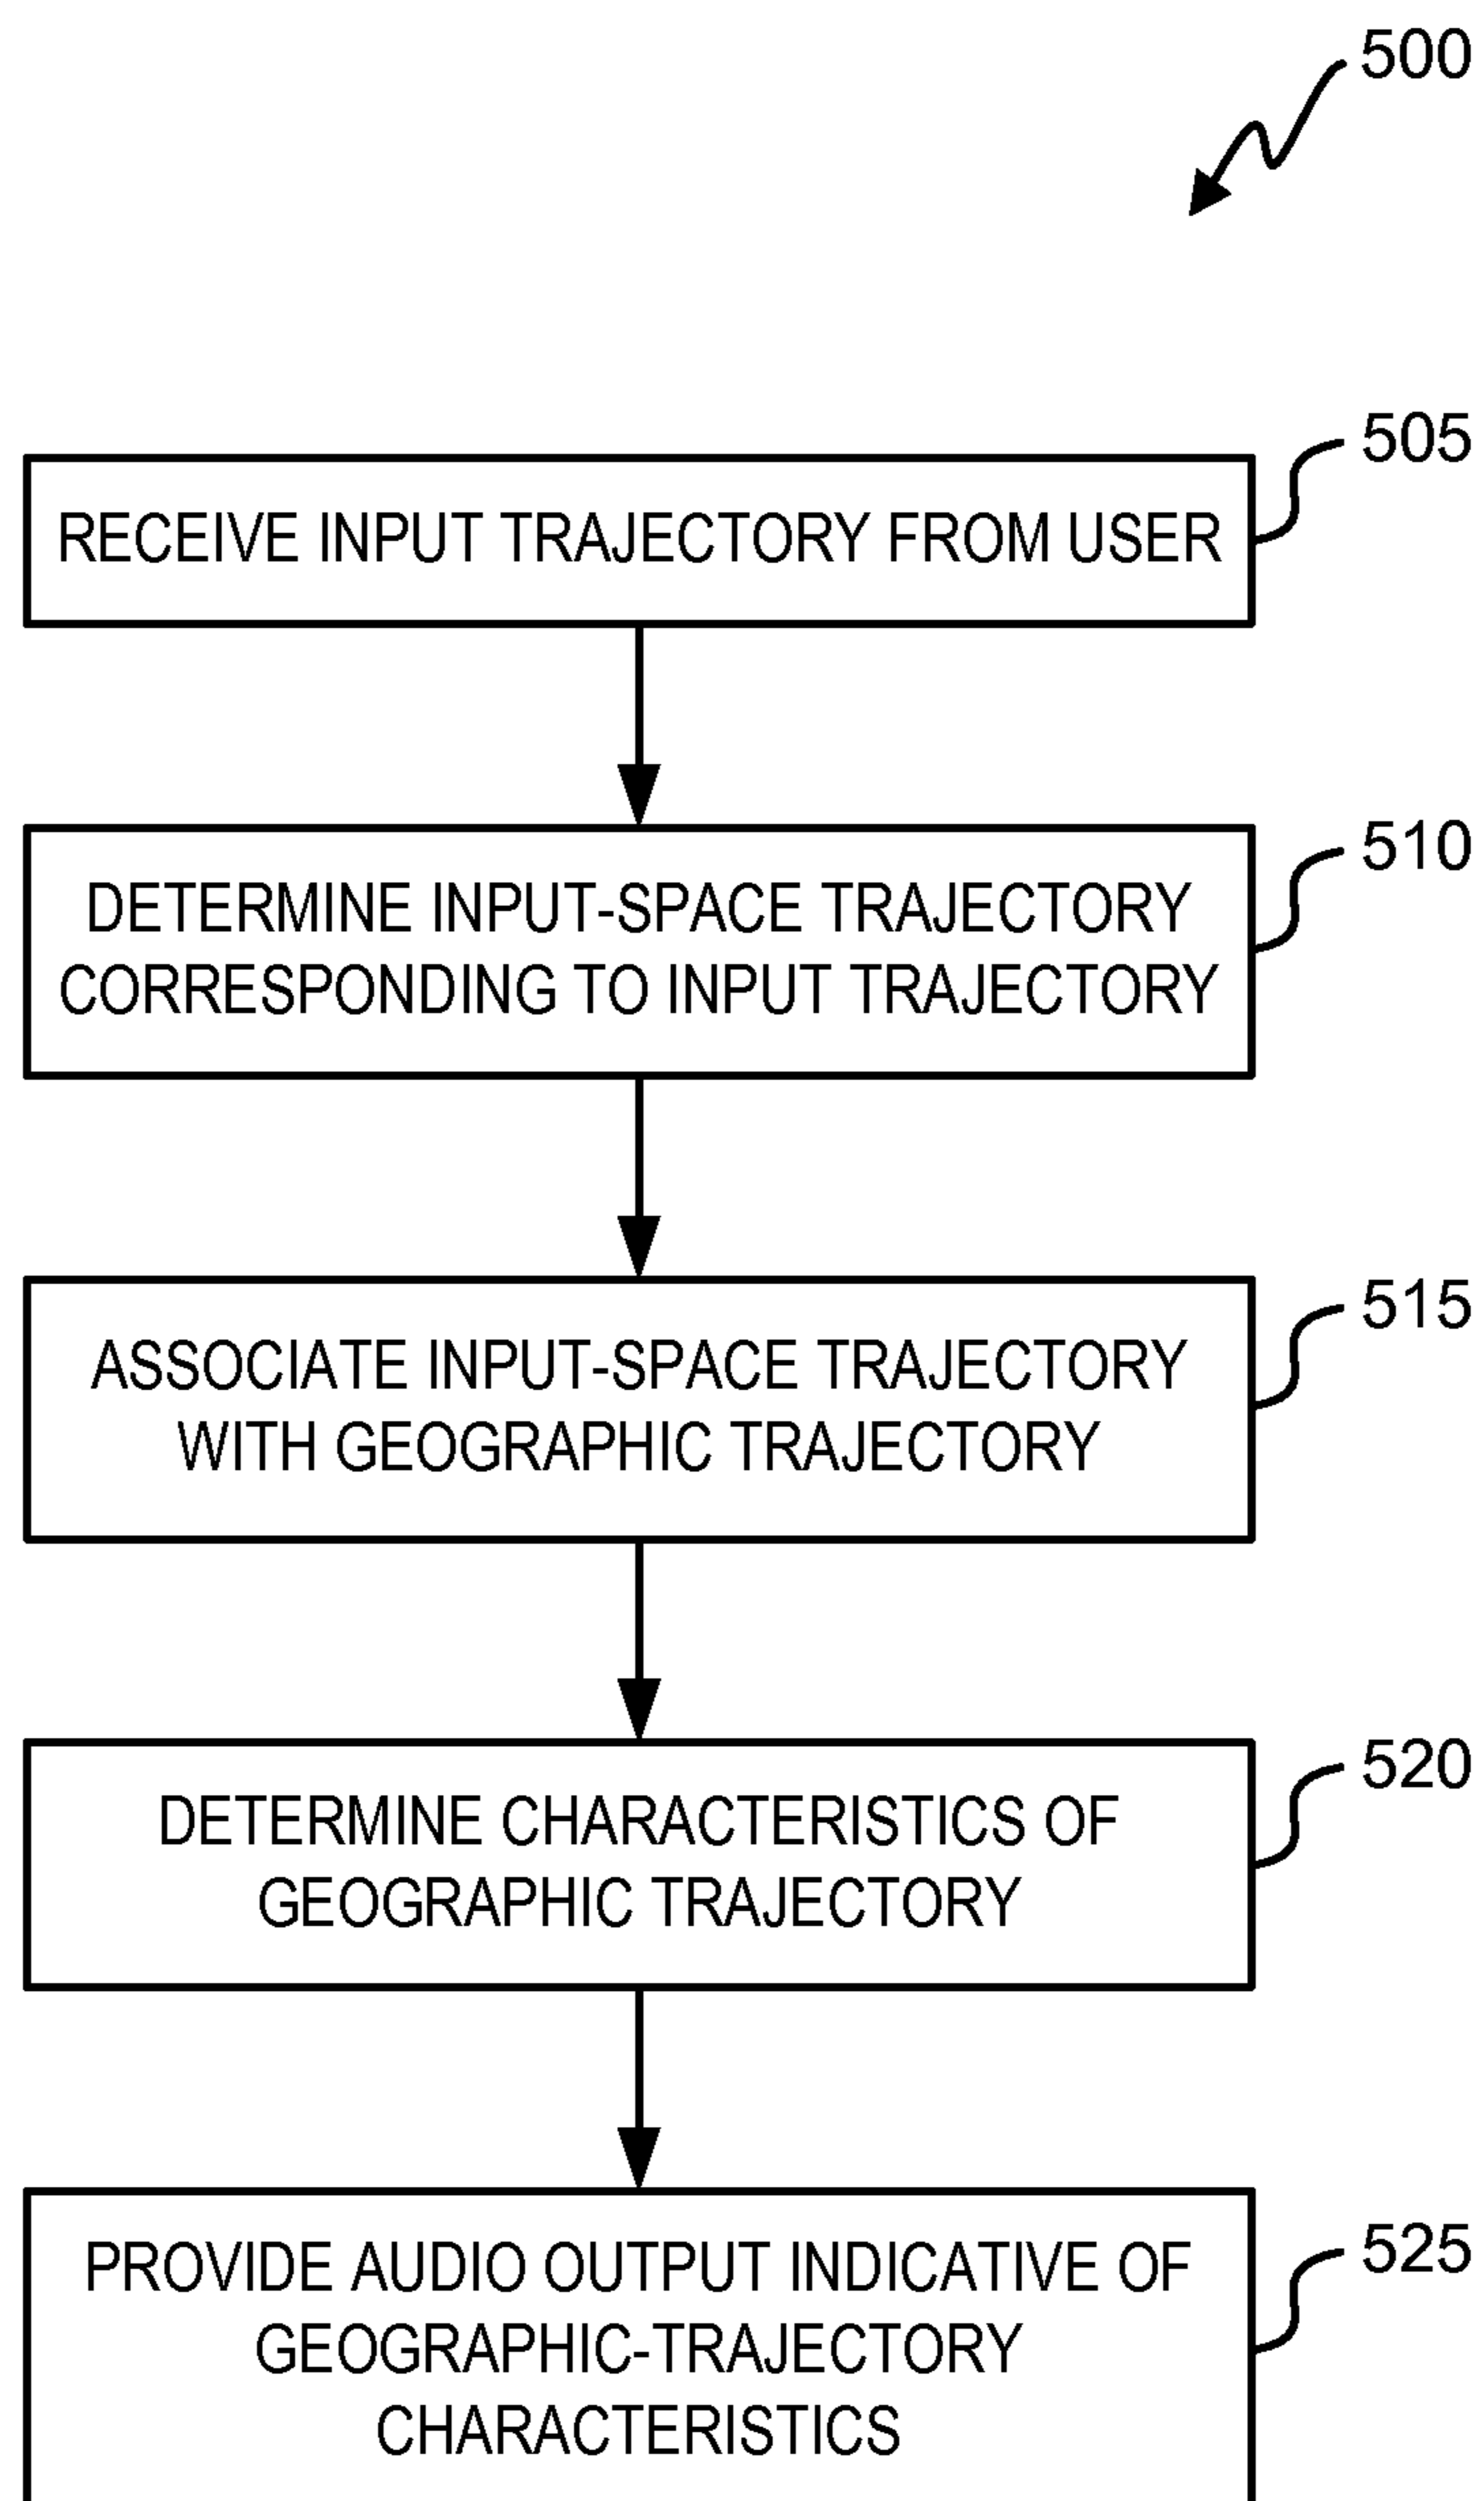 500
505
RECEIVE INPUT TRAJECTORY FROM USER
510
DETERMINE INPUT-SPACE TRAJECTORY
CORRESPONDING TO INPUT TRAJECTORY
515
ASSOCIATE INPUT-SPACE TRAJECTORY
WITH GEOGRAPHIC TRAJECTORY
520
DETERMINE CHARACTERISTICS OF
GEOGRAPHIC TRAJECTORY
525
PROVIDE AUDIO OUTPUT INDICATIVE OF
GEOGRAPHIC-TRAJECTORY
CHARACTERISTICS